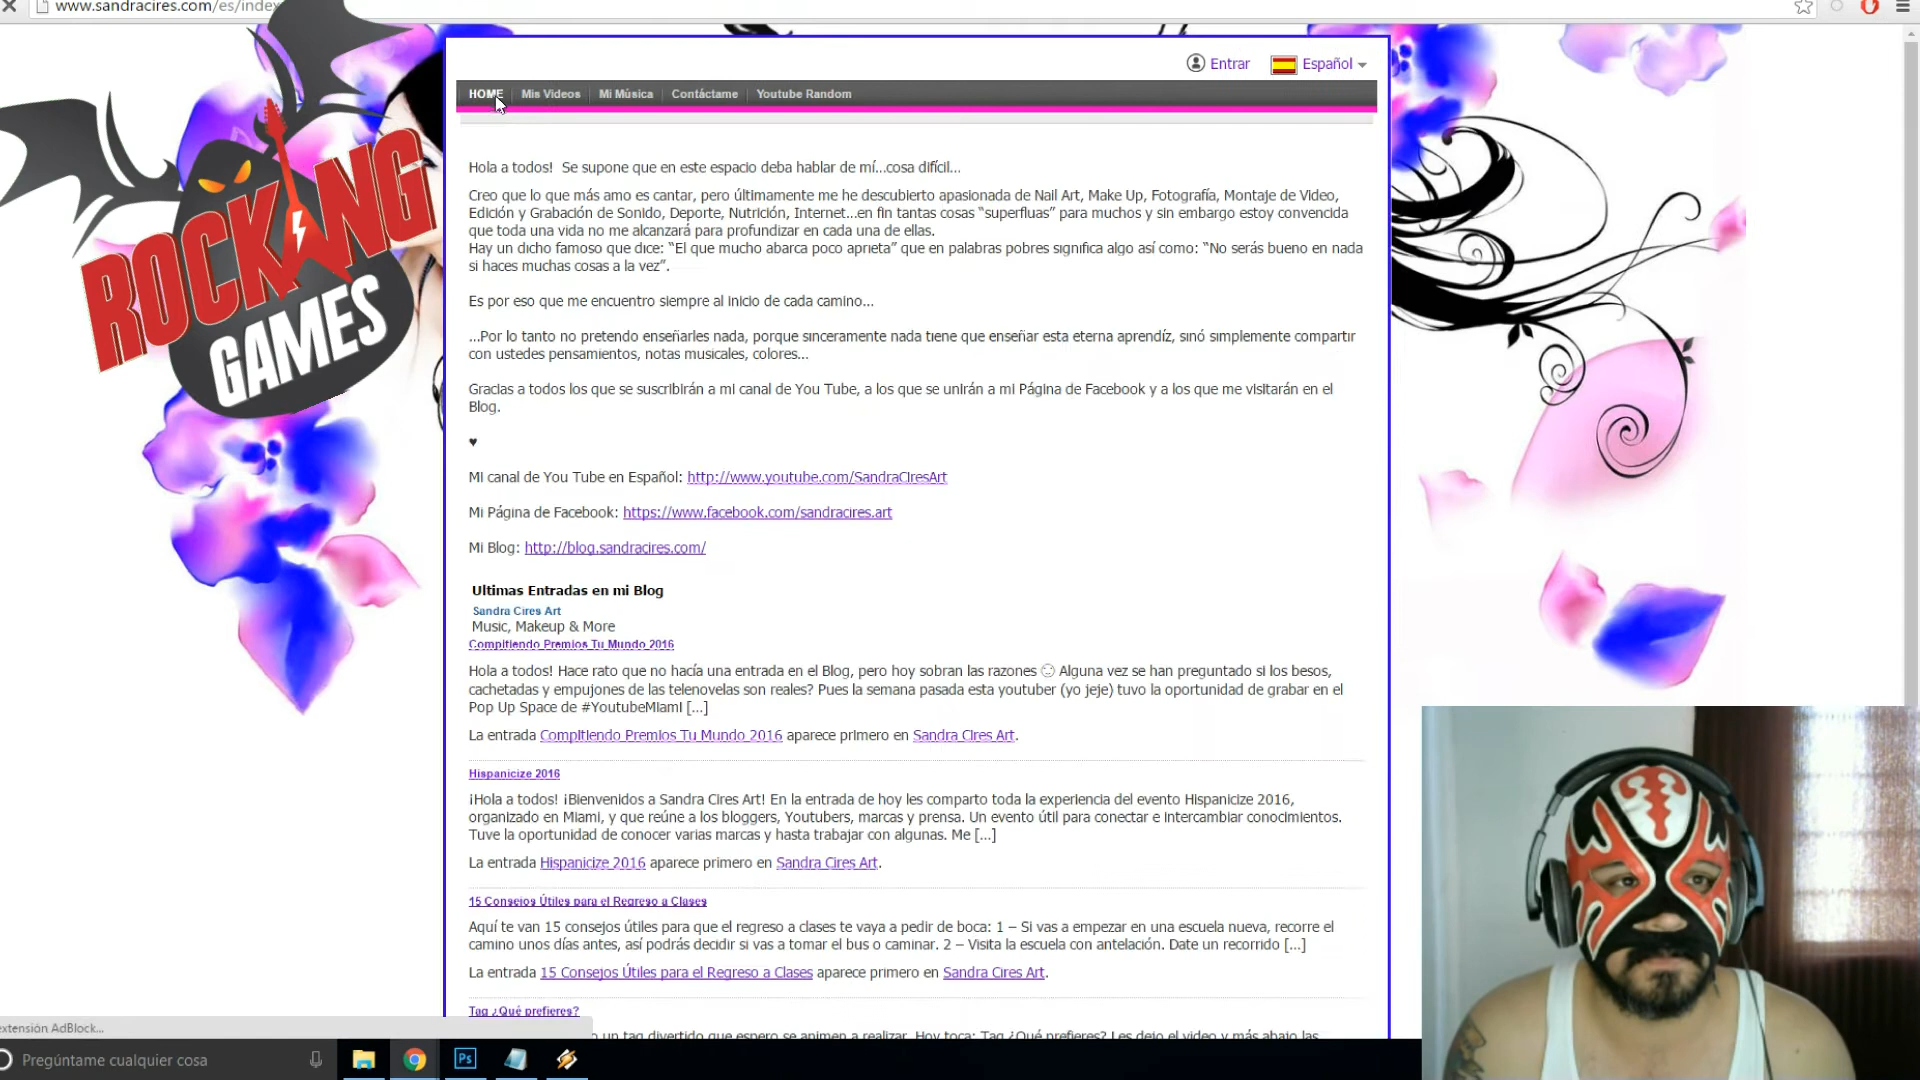 www.sandracires.com/es/index
Entrar
Español
HOME
Mis Videos
Mi Música
Contáctame
Youtube Random
ROCKING
GAMES
Hola a todos! Se supone que en este espacio deba hablar de mí...cosa difícil...
Creo que lo que más amo es cantar, pero últimamente me he descubierto apasionada de Nail Art, Make Up, Fotografía, Montaje de Video,
Edición y Grabación de Sonido, Deporte, Nutrición, Internet...en fin tantas cosas “superfluas” para muchos y sin embargo estoy convencida
que toda una vida no me alcanzará para profundizar en cada una de ellas.
Hay un dicho famoso que dice: “El que mucho abarca poco aprieta” que en palabras pobres significa algo así como: “No serás bueno en nada
si haces muchas cosas a la vez”.
Es por eso que me encuentro siempre al inicio de cada camino...
...Por lo tanto no pretendo enseñarles nada, porque sinceramente nada tiene que enseñar esta eterna aprendíz, sinó simplemente compartir
con ustedes pensamientos, notas musicales, colores...
Gracias a todos los que se suscribirán a mi canal de You Tube, a los que se unirán a mi Página de Facebook y a los que me visitarán en el
Blog.
♥
Mi canal de You Tube en Español: http://www.youtube.com/SandraCiresArt
Mi Página de Facebook: https://www.facebook.com/sandracires.art
Mi Blog: http://blog.sandracires.com/
Ultimas Entradas en mi Blog
Sandra Cires Art
Music, Makeup & More
Compitiendo Premios Tu Mundo 2016
Hola a todos! Hace rato que no hacía una entrada en el Blog, pero hoy sobran las razones 🙂 Alguna vez se han preguntado si los besos,
cachetadas y empujones de las telenovelas son reales? Pues la semana pasada esta youtuber (yo jeje) tuvo la oportunidad de grabar en el
Pop Up Space de #YoutubeMiami [...]
La entrada Compitiendo Premios Tu Mundo 2016 aparece primero en Sandra Cires Art.
Hispanicize 2016
¡Hola a todos! ¡Bienvenidos a Sandra Cires Art! En la entrada de hoy les comparto toda la experiencia del evento Hispanicize 2016,
organizado en Miami, y que reúne a los bloggers, Youtubers, marcas y prensa. Un evento útil para conectar e intercambiar conocimientos.
Tuve la oportunidad de conocer varias marcas y hasta trabajar con algunas. Me [...]
La entrada Hispanicize 2016 aparece primero en Sandra Cires Art.
15 Consejos Útiles para el Regreso a Clases
Aquí te van 15 consejos útiles para que el regreso a clases te vaya a pedir de boca: 1 – Si vas a empezar en una escuela nueva, recorre el
camino unos días antes, así podrás decidir si vas a tomar el bus o caminar. 2 – Visita la escuela con antelación. Date un recorrido [...]
La entrada 15 Consejos Útiles para el Regreso a Clases aparece primero en Sandra Cires Art.
Tag ¿Qué prefieres?
un tag divertido que espero se animen a realizar. Hoy toca: Tag ¿Qué prefieres? Les dejo el video y más abajo las
extensión AdBlock...
Pregúntame cualquier cosa
Ps